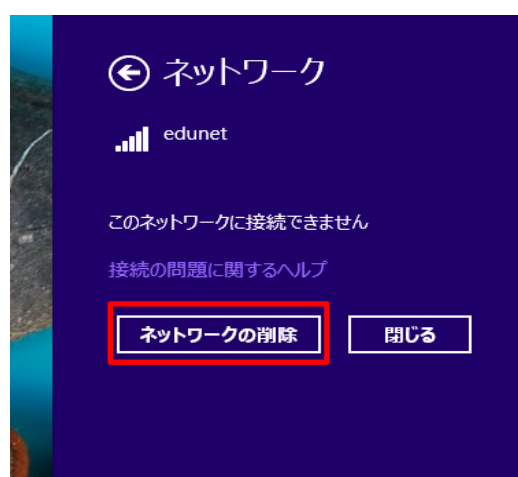 ネットワーク
edunet
このネットワークに接続できません
接続の問題に関するヘルプ
ネットワークの削除
閉じる